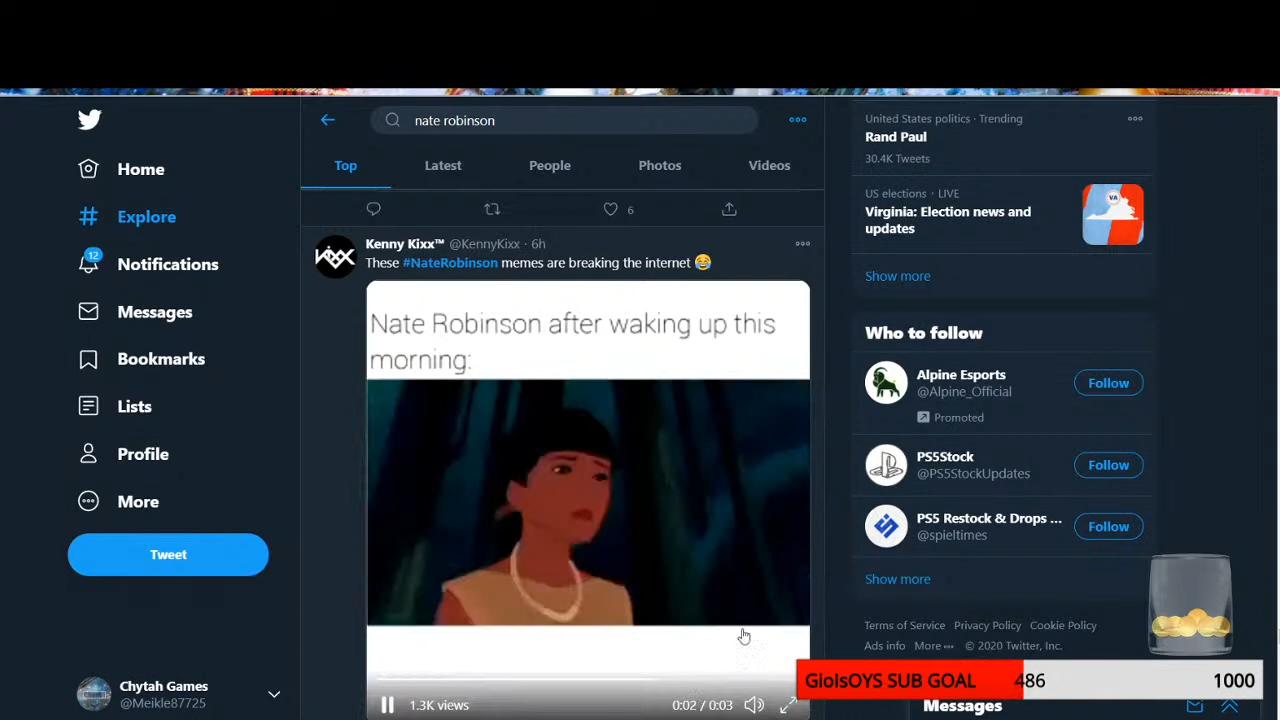 nate robinson
Top
Latest
People
Photos
Videos
Home
Explore
12
Notifications
Messages
Bookmarks
Lists
Profile
More
Tweet
Chytah Games
@Meikle87725
6
KIXX
Kenny Kixx™ @KennyKixx · 6h
These #NateRobinson memes are breaking the internet 😂
Nate Robinson after waking up this
morning:
1.3K views
0:02 / 0:03
United States politics · Trending
Rand Paul
30.4K Tweets
US elections · LIVE
Virginia: Election news and
updates
VA
Show more
Who to follow
Alpine Esports
@Alpine_Official
Promoted
Follow
PS5Stock
@PS5StockUpdates
Follow
PS5 Restock & Drops ...
@spieltimes
Follow
Show more
Terms of Service Privacy Policy Cookie Policy
Ads info More ··· © 2020 Twitter, Inc.
GioIsOYS SUB GOAL 486 1000
Messages